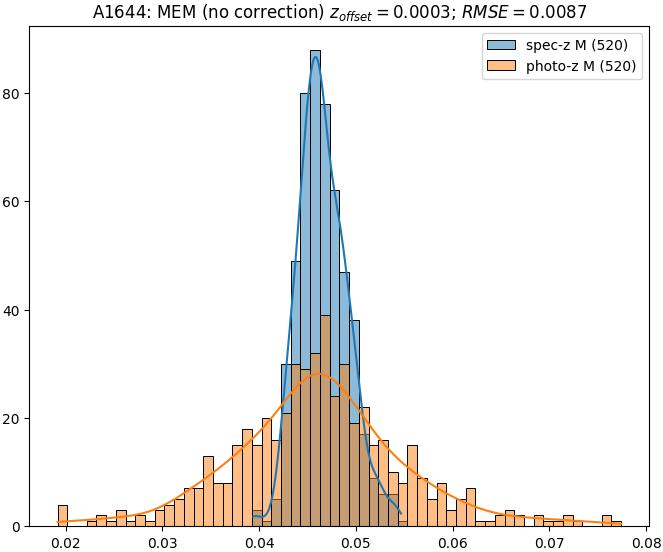 A1644: MEM (no correction) z_offset = 0.0003; RMSE = 0.0087
spec-z M (520)
photo-z M (520)
80
60
40
20
0
0.02 0.03 0.04 0.05 0.06 0.07 0.08